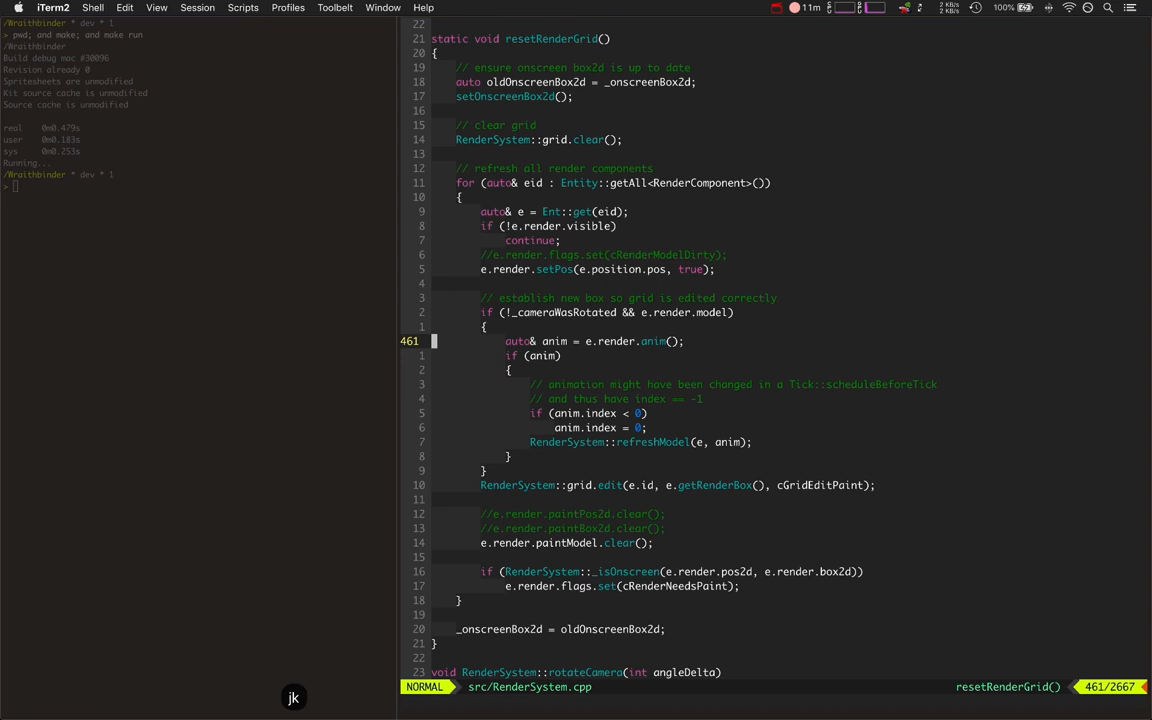 iTerm2 Shell Edit View Session Scripts Profiles Toolbelt Window Help 11m 2 KB/s 2 KB/s 100%
/Wraithbinder * dev * 1
> pwd; and make; and make run
/Wraithbinder
Build debug mac #30096
Revision already 0
Spritesheets are unmodified
Kit source cache is unmodified
Source cache is unmodified
real 0m0.479s
user 0m0.183s
sys 0m0.253s
Running...
/Wraithbinder * dev * 1
>
22
21 static void resetRenderGrid()
20 {
19 // ensure onscreen box2d is up to date
18 auto oldOnscreenBox2d = _onscreenBox2d;
17 setOnscreenBox2d();
16
15 // clear grid
14 RenderSystem::grid.clear();
13
12 // refresh all render components
11 for (auto& eid : Entity::getAll<RenderComponent>())
10 {
9 auto& e = Ent::get(eid);
8 if (!e.render.visible)
7 continue;
6 //e.render.flags.set(cRenderModelDirty);
5 e.render.setPos(e.position.pos, true);
4
3 // establish new box so grid is edited correctly
2 if (!_cameraWasRotated && e.render.model)
1 {
461 auto& anim = e.render.anim();
1 if (anim)
2 {
3 // animation might have been changed in a Tick::scheduleBeforeTick
4 // and thus have index == -1
5 if (anim.index < 0)
6 anim.index = 0;
7 RenderSystem::refreshModel(e, anim);
8 }
9 }
10 RenderSystem::grid.edit(e.id, e.getRenderBox(), cGridEditPaint);
11
12 //e.render.paintPos2d.clear();
13 //e.render.paintBox2d.clear();
14 e.render.paintModel.clear();
15
16 if (RenderSystem::_isOnscreen(e.render.pos2d, e.render.box2d))
17 e.render.flags.set(cRenderNeedsPaint);
18 }
19
20 _onscreenBox2d = oldOnscreenBox2d;
21 }
22
23 void RenderSystem::rotateCamera(int angleDelta)
NORMAL src/RenderSystem.cpp resetRenderGrid() 461/2667
jk